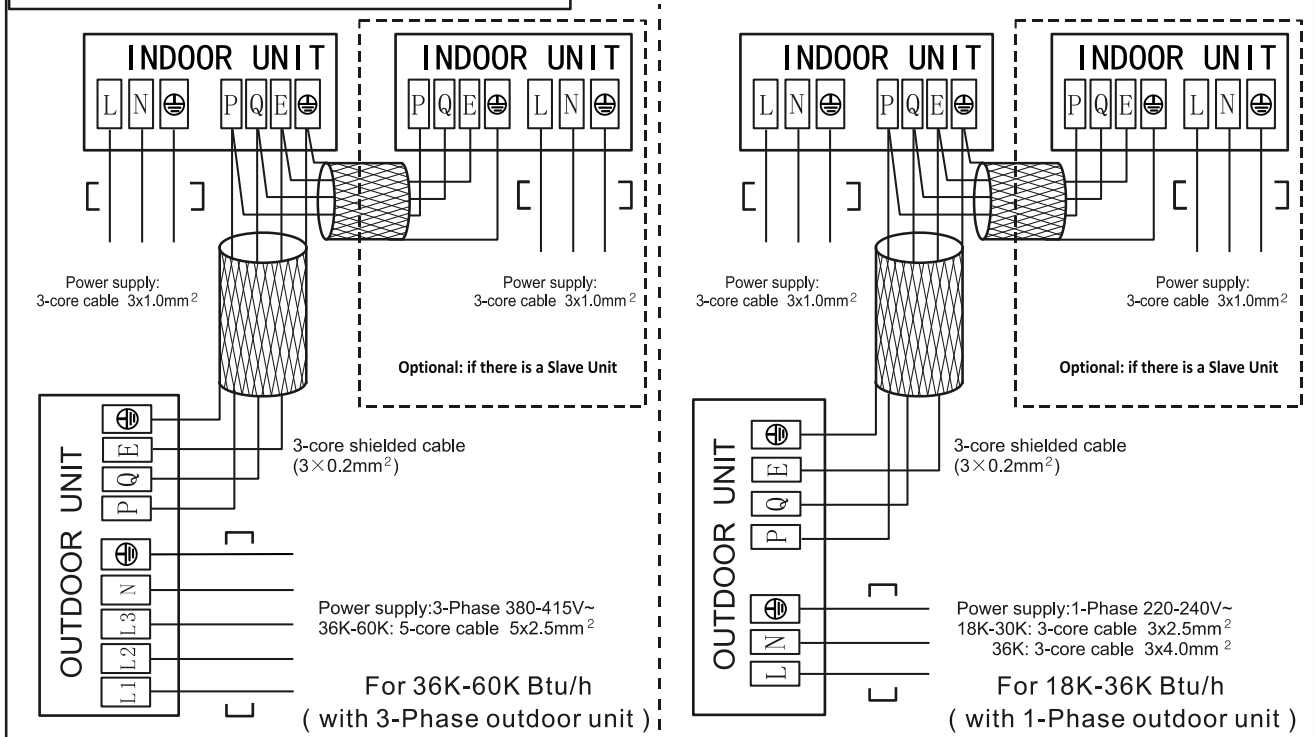 INDOOR UNIT
L N P Q E
INDOOR UNIT
P Q E L N
Power supply:
3-core cable 3x1.0mm²
Power supply:
3-core cable 3x1.0mm²
Optional: if there is a Slave Unit
OUTDOOR UNIT
E
Q
P
N
L3
L2
L1
3-core shielded cable
(3×0.2mm²)
Power supply:3-Phase 380-415V~
36K-60K: 5-core cable 5x2.5mm²
For 36K-60K Btu/h
( with 3-Phase outdoor unit )
INDOOR UNIT
L N P Q E
INDOOR UNIT
P Q E L N
Power supply:
3-core cable 3x1.0mm²
Power supply:
3-core cable 3x1.0mm²
Optional: if there is a Slave Unit
OUTDOOR UNIT
E
Q
P
N
L
3-core shielded cable
(3×0.2mm²)
Power supply:1-Phase 220-240V~
18K-30K: 3-core cable 3x2.5mm²
36K: 3-core cable 3x4.0mm²
For 18K-36K Btu/h
( with 1-Phase outdoor unit )